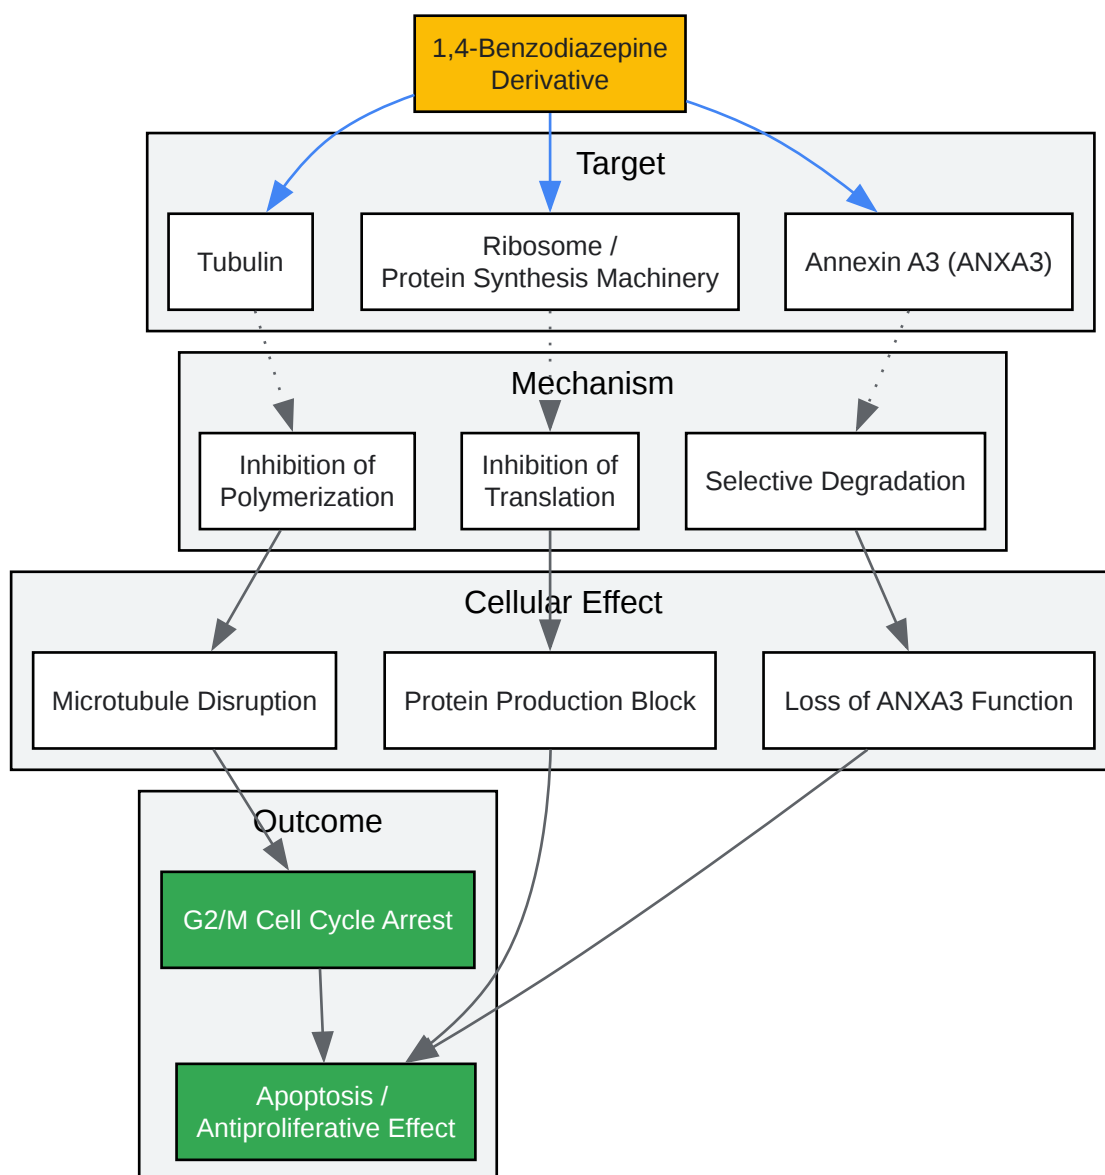 1,4-Benzodiazepine
Derivative
Target
Tubulin
Ribosome /
Protein Synthesis Machinery
Annexin A3 (ANXA3)
Mechanism
Inhibition of
Polymerization
Inhibition of
Translation
Selective Degradation
Cellular Effect
Microtubule Disruption
Protein Production Block
Loss of ANXA3 Function
Outcome
G2/M Cell Cycle Arrest
Apoptosis /
Antiproliferative Effect